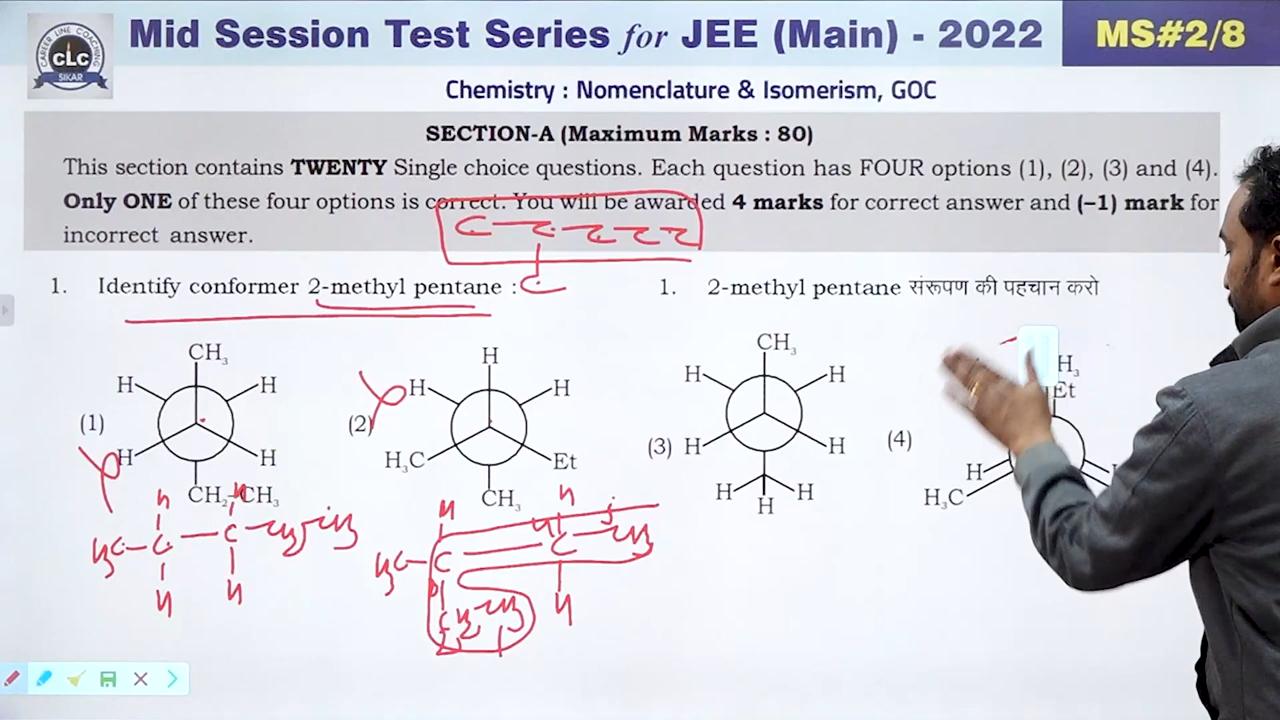 CAREER LINE COACHING
CLC
SIKAR
Mid Session Test Series for JEE (Main) - 2022
MS#2/8
Chemistry : Nomenclature & Isomerism, GOC
SECTION-A (Maximum Marks : 80)
This section contains TWENTY Single choice questions. Each question has FOUR options (1), (2), (3) and (4).
Only ONE of these four options is correct. You will be awarded 4 marks for correct answer and (–1) mark for
incorrect answer.
C C C C C
C
1. Identify conformer 2-methyl pentane :
1. 2-methyl pentane संरूपण की पहचान करो
(1)
CH₃
H H
H H
CH₂–CH₃
(2)
H
H H
H₃C Et
CH₃
(3)
CH₃
H H
H H
H H
H
(4)
H₃
Et
H
H₃C
H H
H₃C C C
H H
H H
H₃C C C
H